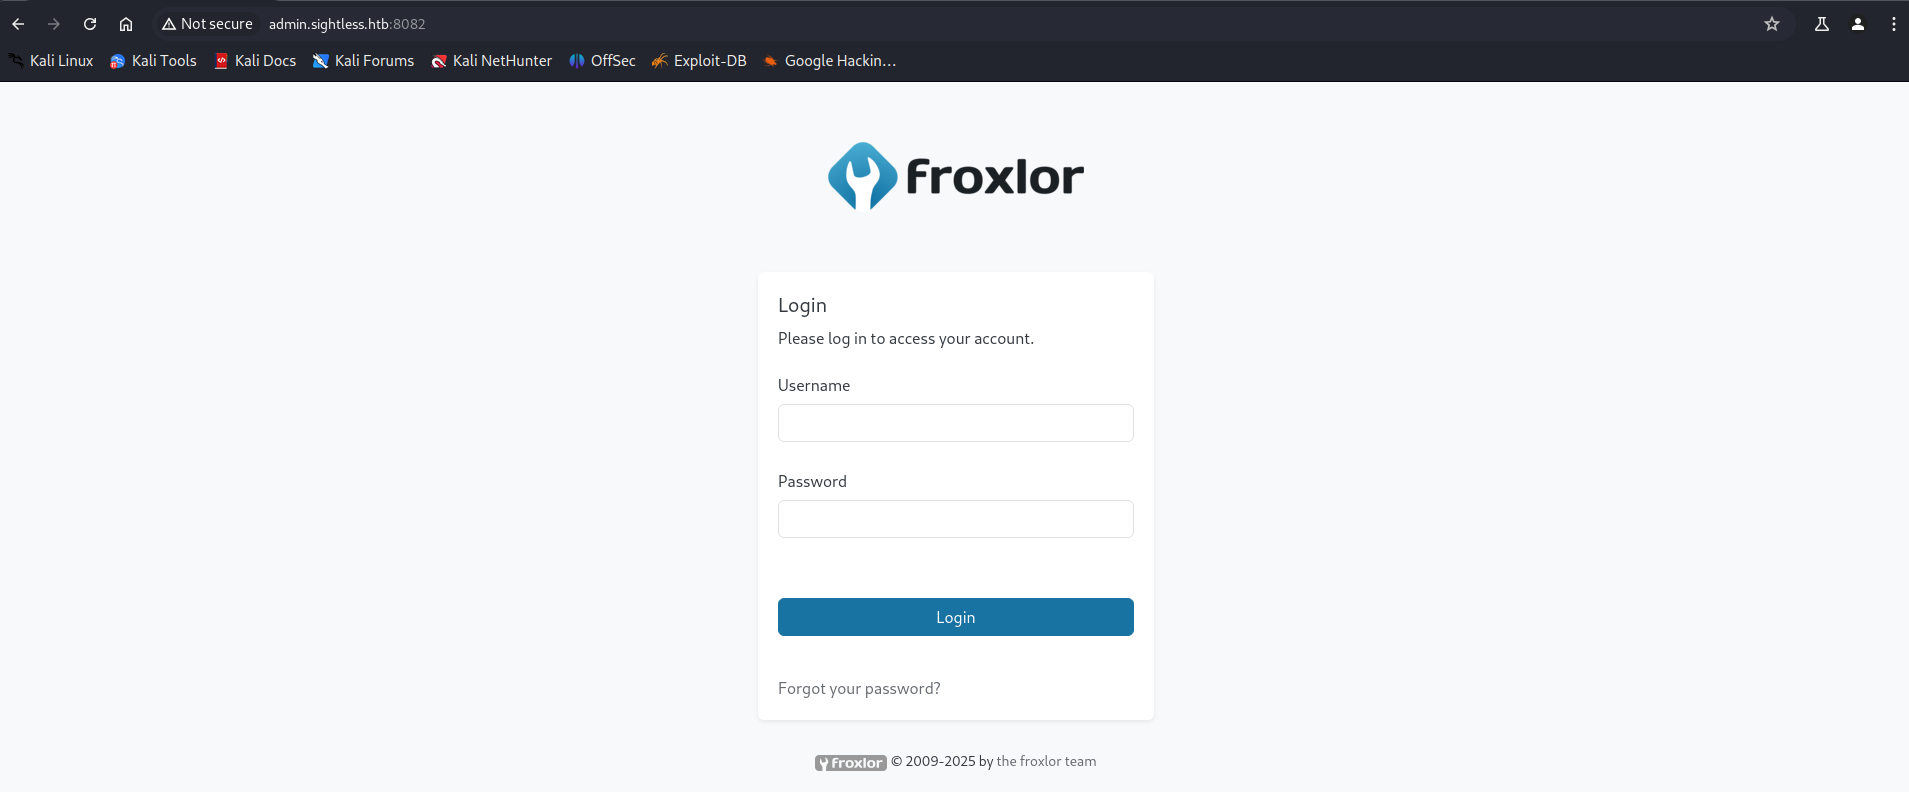 Not secure admin.sightless.htb:8082
Kali Linux Kali Tools Kali Docs Kali Forums Kali NetHunter OffSec Exploit-DB Google Hackin…
froxlor
Login
Please log in to access your account.
Username
Password
Login
Forgot your password?
froxlor © 2009-2025 by the froxlor team